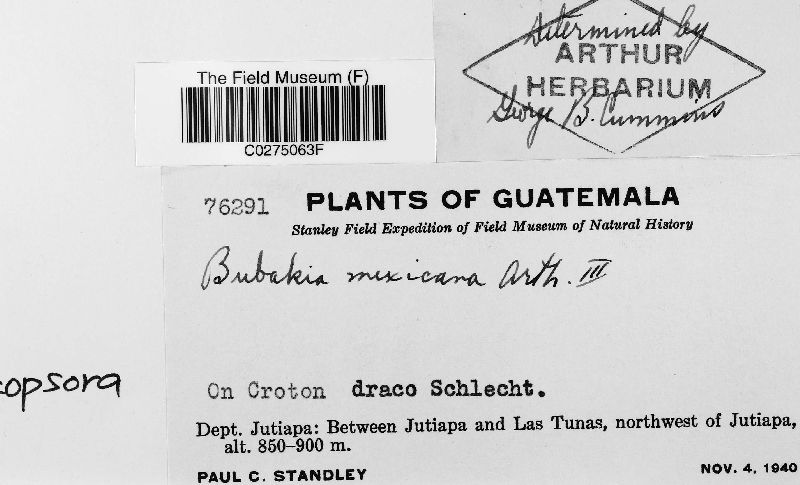 Determined by
ARTHUR
HERBARIUM
George B. Cummins
The Field Museum (F)
C0275063F
76291 PLANTS OF GUATEMALA
Stanley Field Expedition of Field Museum of Natural History
Bubakia mexicana Arth. III
opsora
On Croton draco Schlecht.
Dept. Jutiapa: Between Jutiapa and Las Tunas, northwest of Jutiapa,
alt. 850–900 m.
PAUL C. STANDLEY NOV. 4, 1940